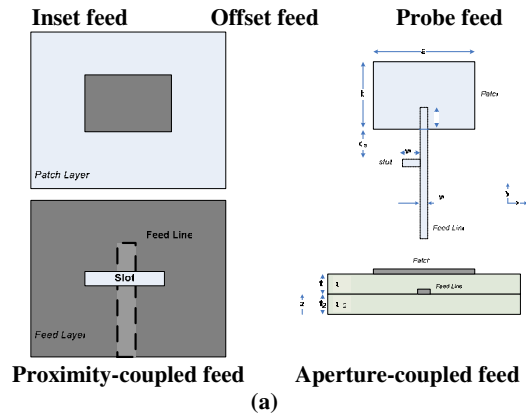 Inset feed Offset feed Probe feed
a
Patch
Patch Layer
slot
w
Feed Line
Slot
Feed Layer
y
w
Feed Line
Patch
Feed Line
z
Proximity-coupled feed Aperture-coupled feed
(a)